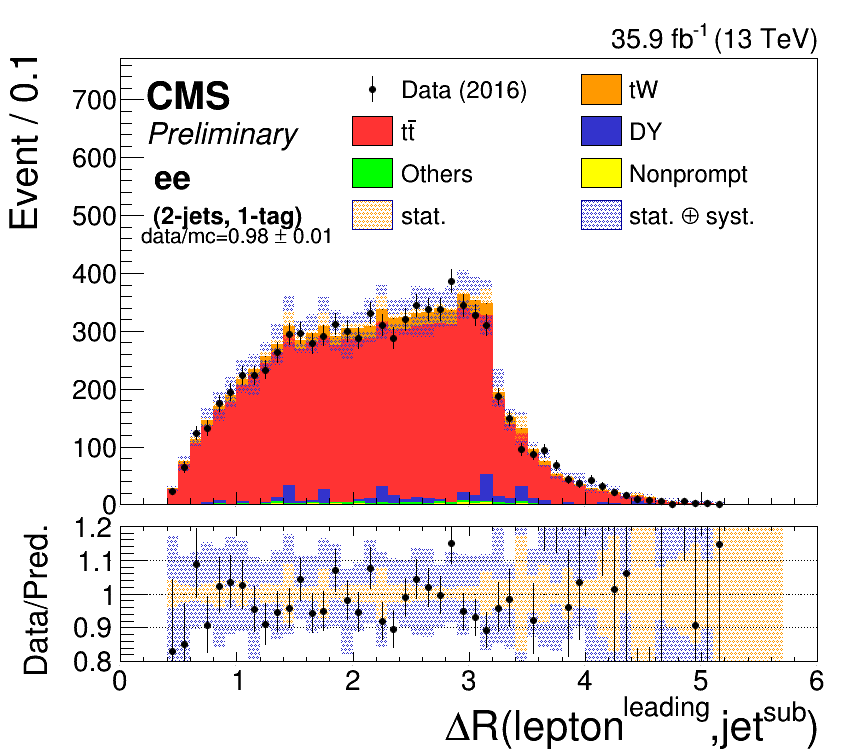 35.9 fb⁻¹ (13 TeV)
Event / 0.1
CMS
Preliminary
ee
(2-jets, 1-tag)
data/mc=0.98 ± 0.01
Data (2016)
tW
tt̄
DY
Others
Nonprompt
stat.
stat. ⊕ syst.
700
600
500
400
300
200
100
0
Data/Pred.
1.2
1.1
1
0.9
0.8
0 1 2 3 4 5 6
ΔR(lepton^leading,jet^sub)